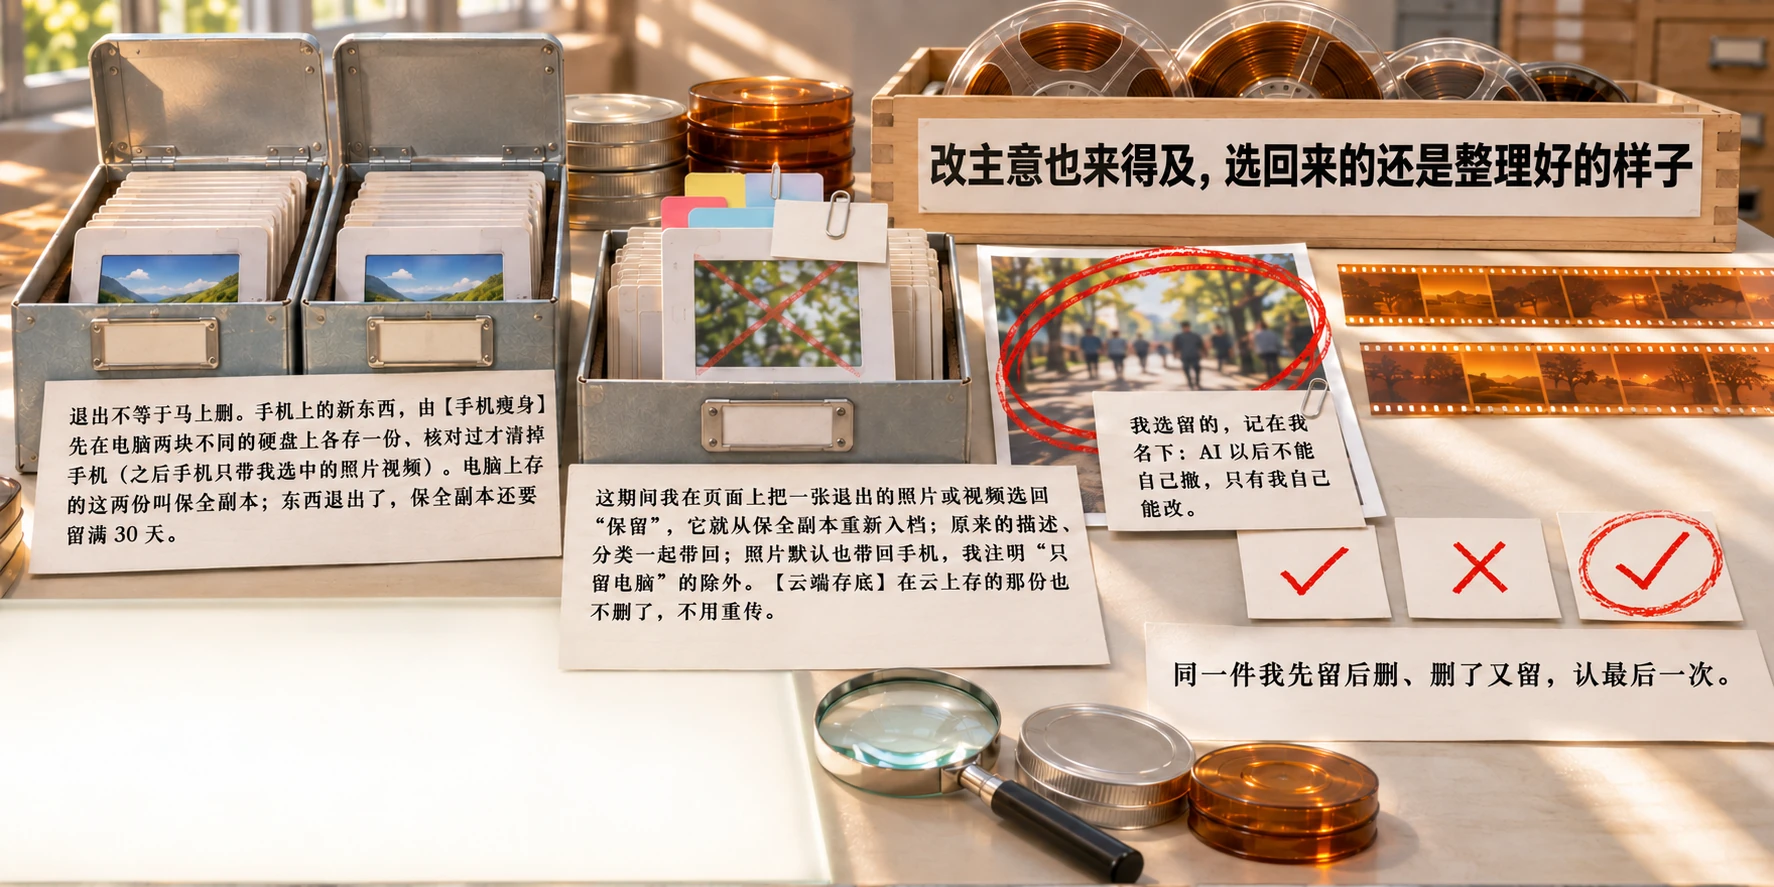 改主意也来得及，选回来的还是整理好的样子
退出不等于马上删。手机上的新东西，由【手机瘦身】
先在电脑两块不同的硬盘上各存一份、核对过才清掉
手机（之后手机只带我选中的照片视频）。电脑上存
的这两份叫保全副本；东西退出了，保全副本还要
留满 30 天。
这期间我在页面上把一张退出的照片或视频选回
“保留”，它就从保全副本重新入档；原来的描述、
分类一起带回；照片默认也带回手机，我注明“只
留电脑”的除外。【云端存底】在云上存的那份也
不删了，不用重传。
我选留的，记在我
名下：AI 以后不能
自己撤，只有我自己
能改。
同一件我先留后删、删了又留，认最后一次。